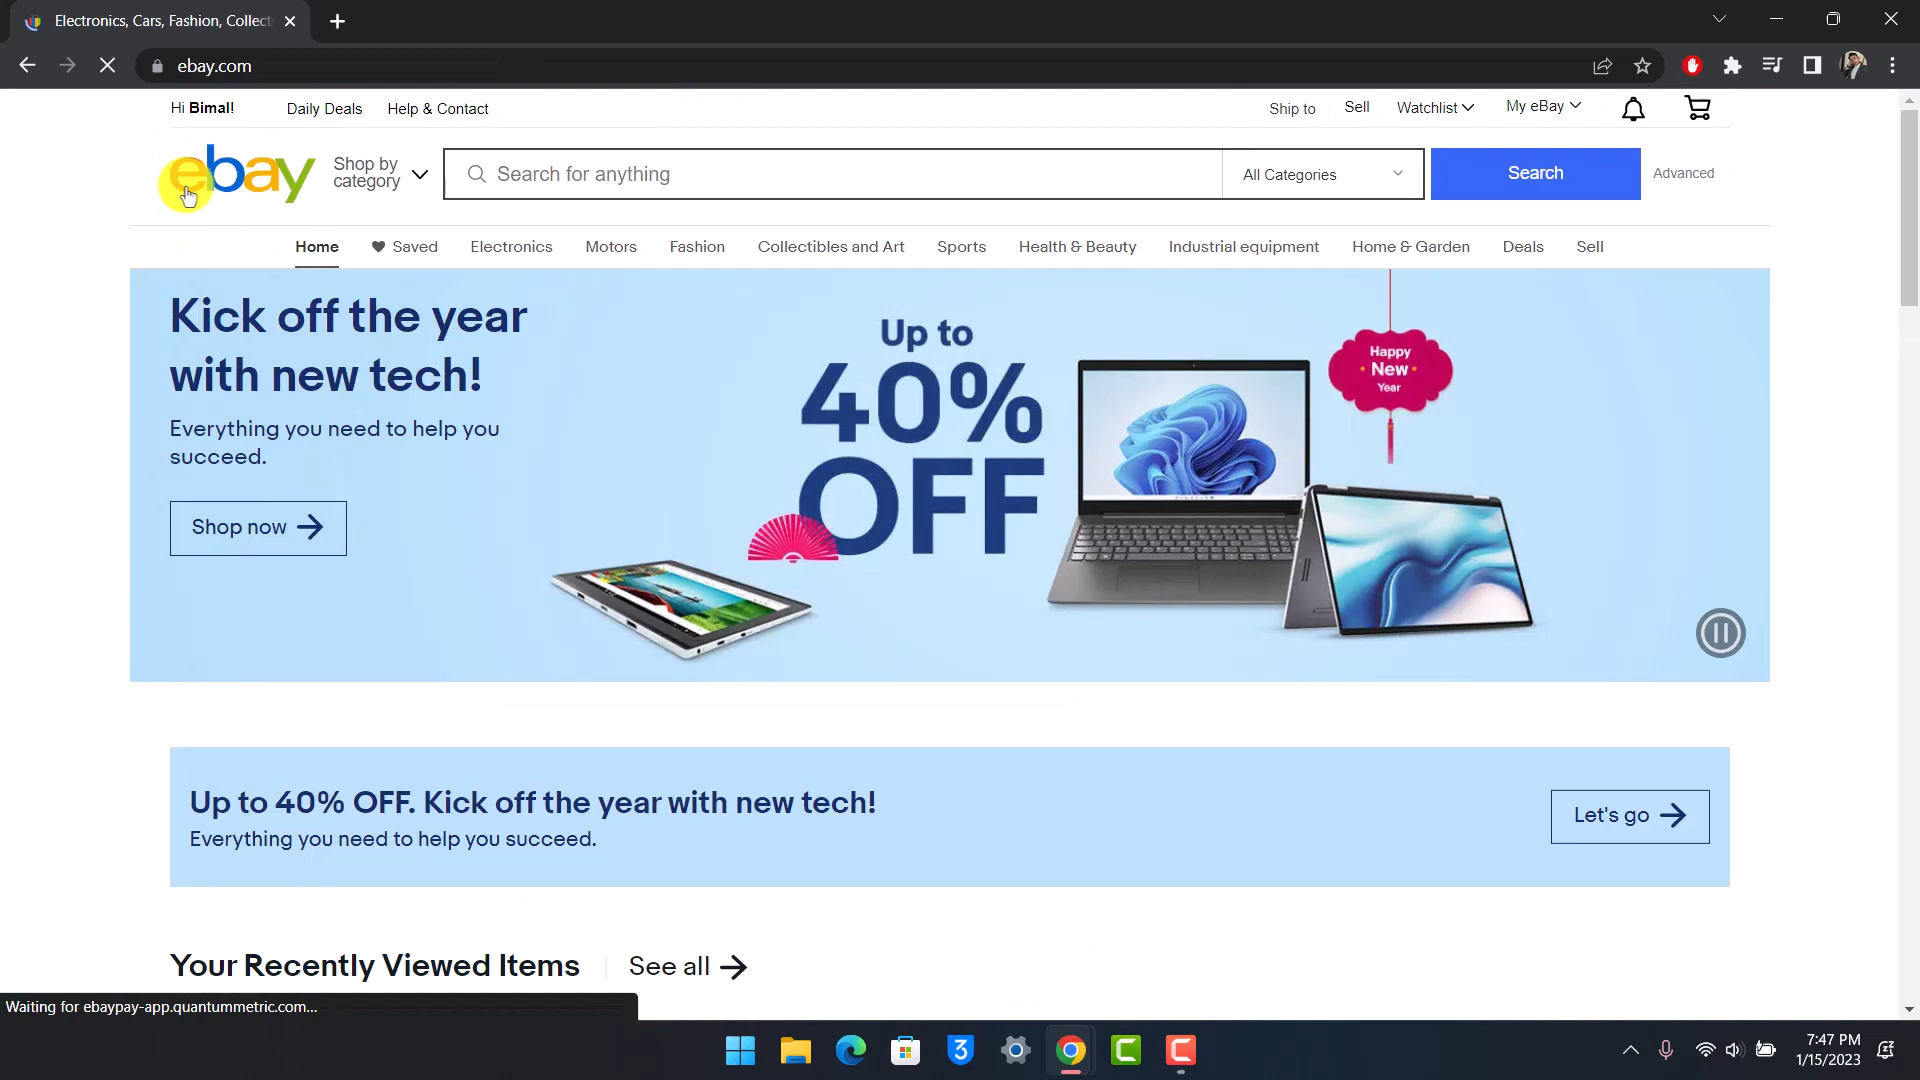 Electronics, Cars, Fashion, Collect
ebay.com
Hi Bimal!
Daily Deals
Help & Contact
Ship to
Sell
Watchlist
My eBay
ebay
Shop by
category
Search for anything
All Categories
Search
Advanced
Home
Saved
Electronics
Motors
Fashion
Collectibles and Art
Sports
Health & Beauty
Industrial equipment
Home & Garden
Deals
Sell
Kick off the year
with new tech!
Everything you need to help you
succeed.
Shop now
Up to
40%
OFF
Happy
New
Year
Up to 40% OFF. Kick off the year with new tech!
Everything you need to help you succeed.
Let's go
Your Recently Viewed Items
See all
Waiting for ebaypay-app.quantummetric.com...
3
7:47 PM
1/15/2023